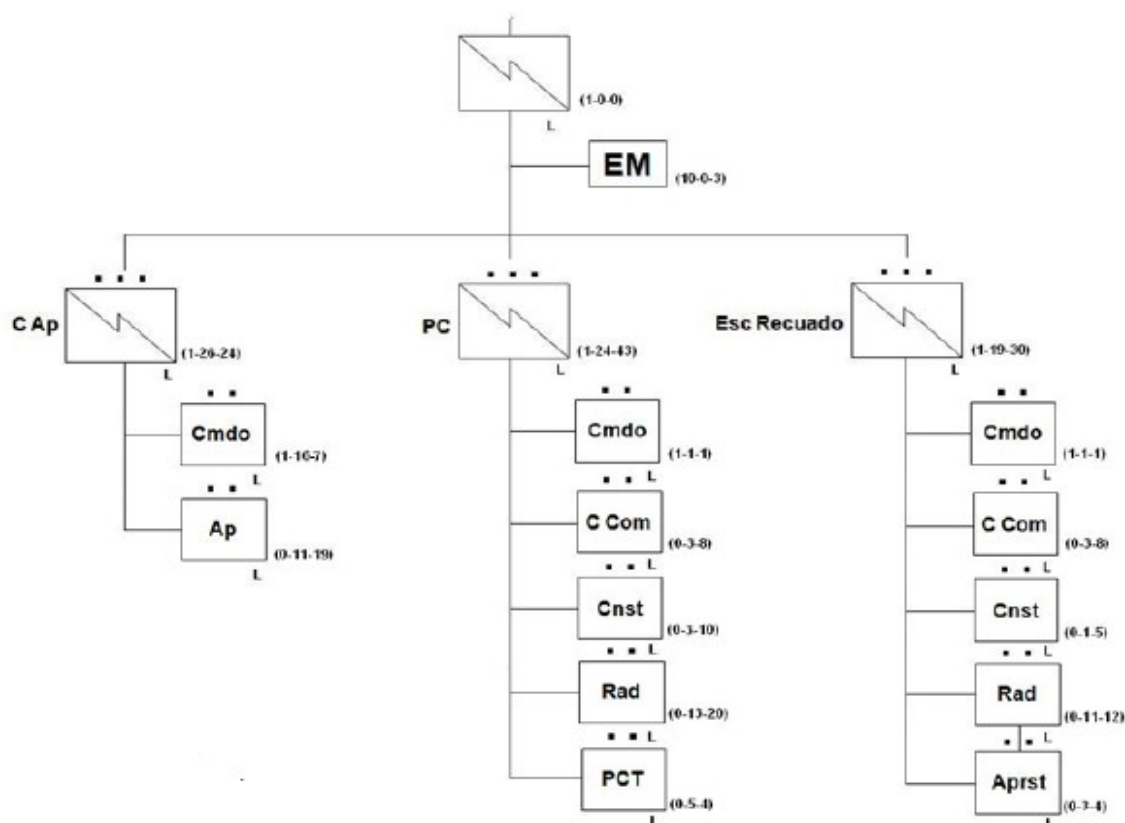 (1-0-0)
L
EM
(10-0-3)
C Ap
(1-26-24)
L
Cmdo
(1-16-7)
L
Ap
(0-11-19)
L
PC
(1-24-43)
L
Cmdo
(1-1-1)
L
C Com
(0-3-8)
L
Cnst
(0-3-10)
L
Rad
(0-13-20)
L
PCT
(0-5-4)
L
Esc Recuado
(1-19-30)
L
Cmdo
(1-1-1)
L
C Com
(0-3-8)
L
Cnst
(0-1-5)
L
Rad
(0-11-12)
L
Aprst
(0-3-4)
L